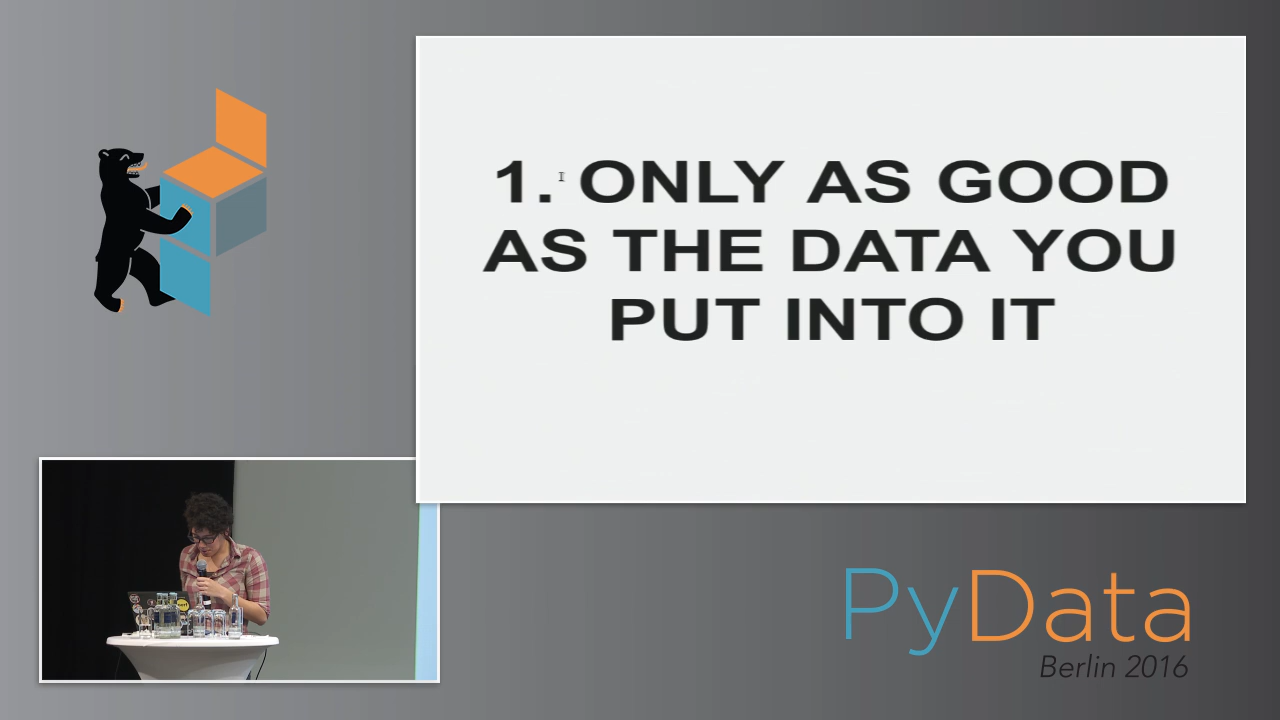 1. ONLY AS GOOD
AS THE DATA YOU
PUT INTO IT
PyData
Berlin 2016